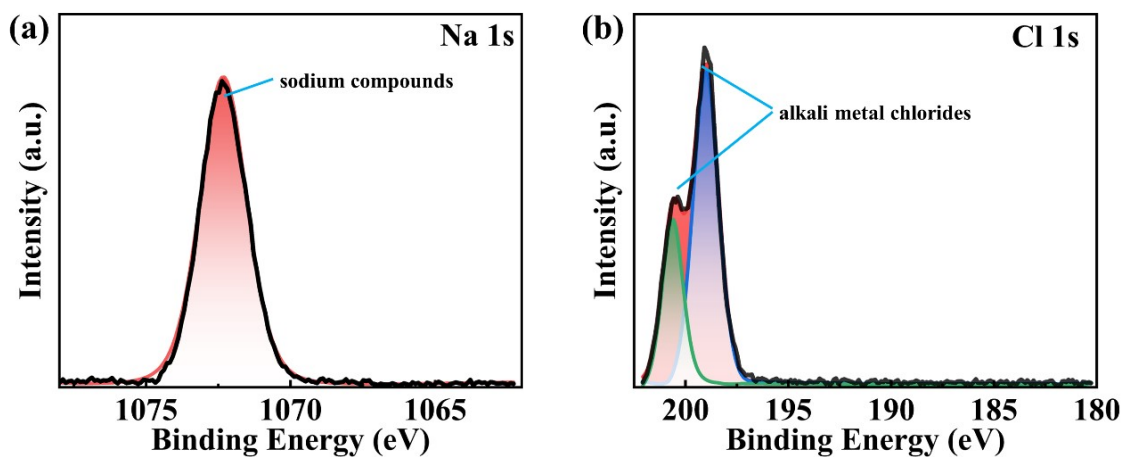 (a)
Na 1s
sodium compounds
Intensity (a.u.)
1075 1070 1065
Binding Energy (eV)
(b)
Cl 1s
alkali metal chlorides
Intensity (a.u.)
200 195 190 185 180
Binding Energy (eV)